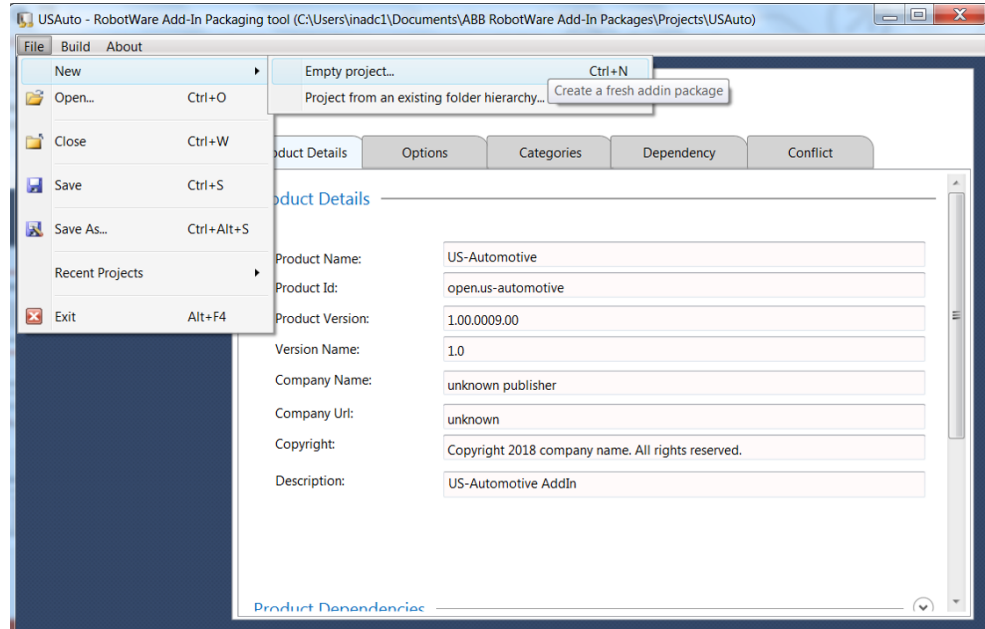 USAuto - RobotWare Add-In Packaging tool (C:\Users\inadc1\Documents\ABB RobotWare Add-In Packages\Projects\USAuto)
File Build About
New
Empty project... Ctrl+N
Create a fresh addin package
Open... Ctrl+O
Project from an existing folder hierarchy...
Close Ctrl+W
oduct Details Options Categories Dependency Conflict
Save Ctrl+S
oduct Details
Save As... Ctrl+Alt+S
Product Name: US-Automotive
Recent Projects
Product Id: open.us-automotive
Exit Alt+F4
Product Version: 1.00.0009.00
Version Name: 1.0
Company Name: unknown publisher
Company Url: unknown
Copyright: Copyright 2018 company name. All rights reserved.
Description: US-Automotive AddIn
Product Dependencies